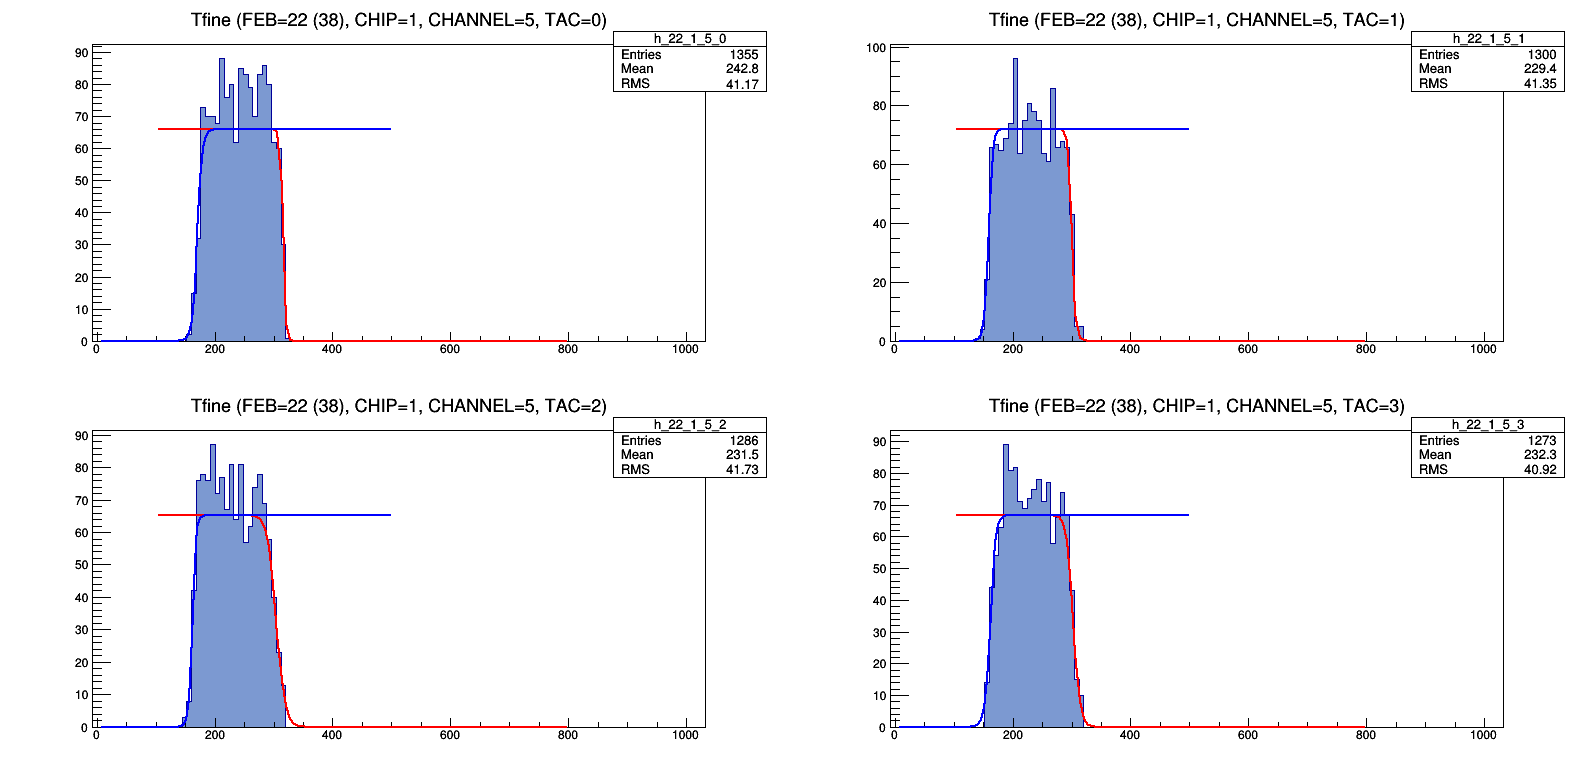 Tfine (FEB=22 (38), CHIP=1, CHANNEL=5, TAC=0)
h_22_1_5_0
Entries 1355
Mean 242.8
RMS 41.17
90
80
70
60
50
40
30
20
10
0
0 200 400 600 800 1000
Tfine (FEB=22 (38), CHIP=1, CHANNEL=5, TAC=1)
h_22_1_5_1
Entries 1300
Mean 229.4
RMS 41.35
100
80
60
40
20
0
0 200 400 600 800 1000
Tfine (FEB=22 (38), CHIP=1, CHANNEL=5, TAC=2)
h_22_1_5_2
Entries 1286
Mean 231.5
RMS 41.73
90
80
70
60
50
40
30
20
10
0
0 200 400 600 800 1000
Tfine (FEB=22 (38), CHIP=1, CHANNEL=5, TAC=3)
h_22_1_5_3
Entries 1273
Mean 232.3
RMS 40.92
90
80
70
60
50
40
30
20
10
0
0 200 400 600 800 1000